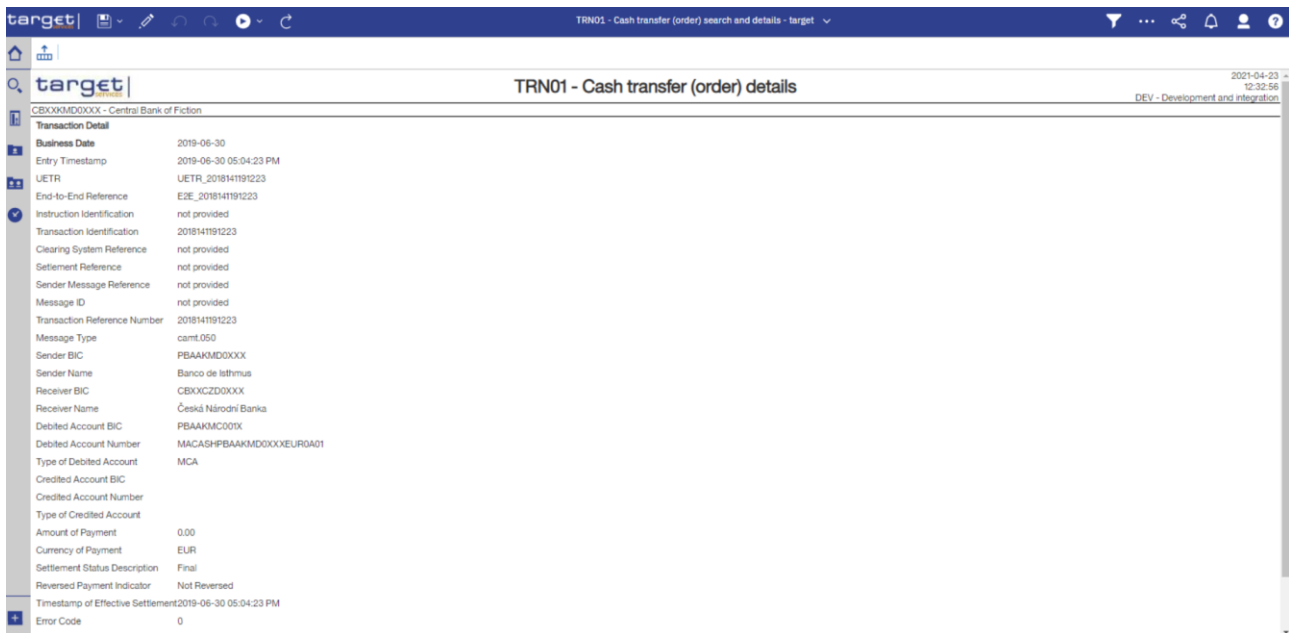 target|
TRN01 - Cash transfer (order) search and details - target
target|
SERVICES
TRN01 - Cash transfer (order) details
2021-04-23
12:32:56
DEV - Development and integration
CBXXKMD0XXX - Central Bank of Fiction
Transaction Detail
Business Date 2019-06-30
Entry Timestamp 2019-06-30 05:04:23 PM
UETR UETR_2018141191223
End-to-End Reference E2E_2018141191223
Instruction Identification not provided
Transaction Identification 2018141191223
Clearing System Reference not provided
Setlement Reference not provided
Sender Message Reference not provided
Message ID not provided
Transaction Reference Number 2018141191223
Message Type camt.050
Sender BIC PBAAKMD0XXX
Sender Name Banco de Isthmus
Receiver BIC CBXXCZD0XXX
Receiver Name Česká Národní Banka
Debited Account BIC PBAAKMC001X
Debited Account Number MACASHPBAAKMD0XXXEUR0A01
Type of Debited Account MCA
Credited Account BIC
Credited Account Number
Type of Credited Account
Amount of Payment 0.00
Currency of Payment EUR
Settlement Status Description Final
Reversed Payment Indicator Not Reversed
Timestamp of Effective Settlement 2019-06-30 05:04:23 PM
Error Code 0